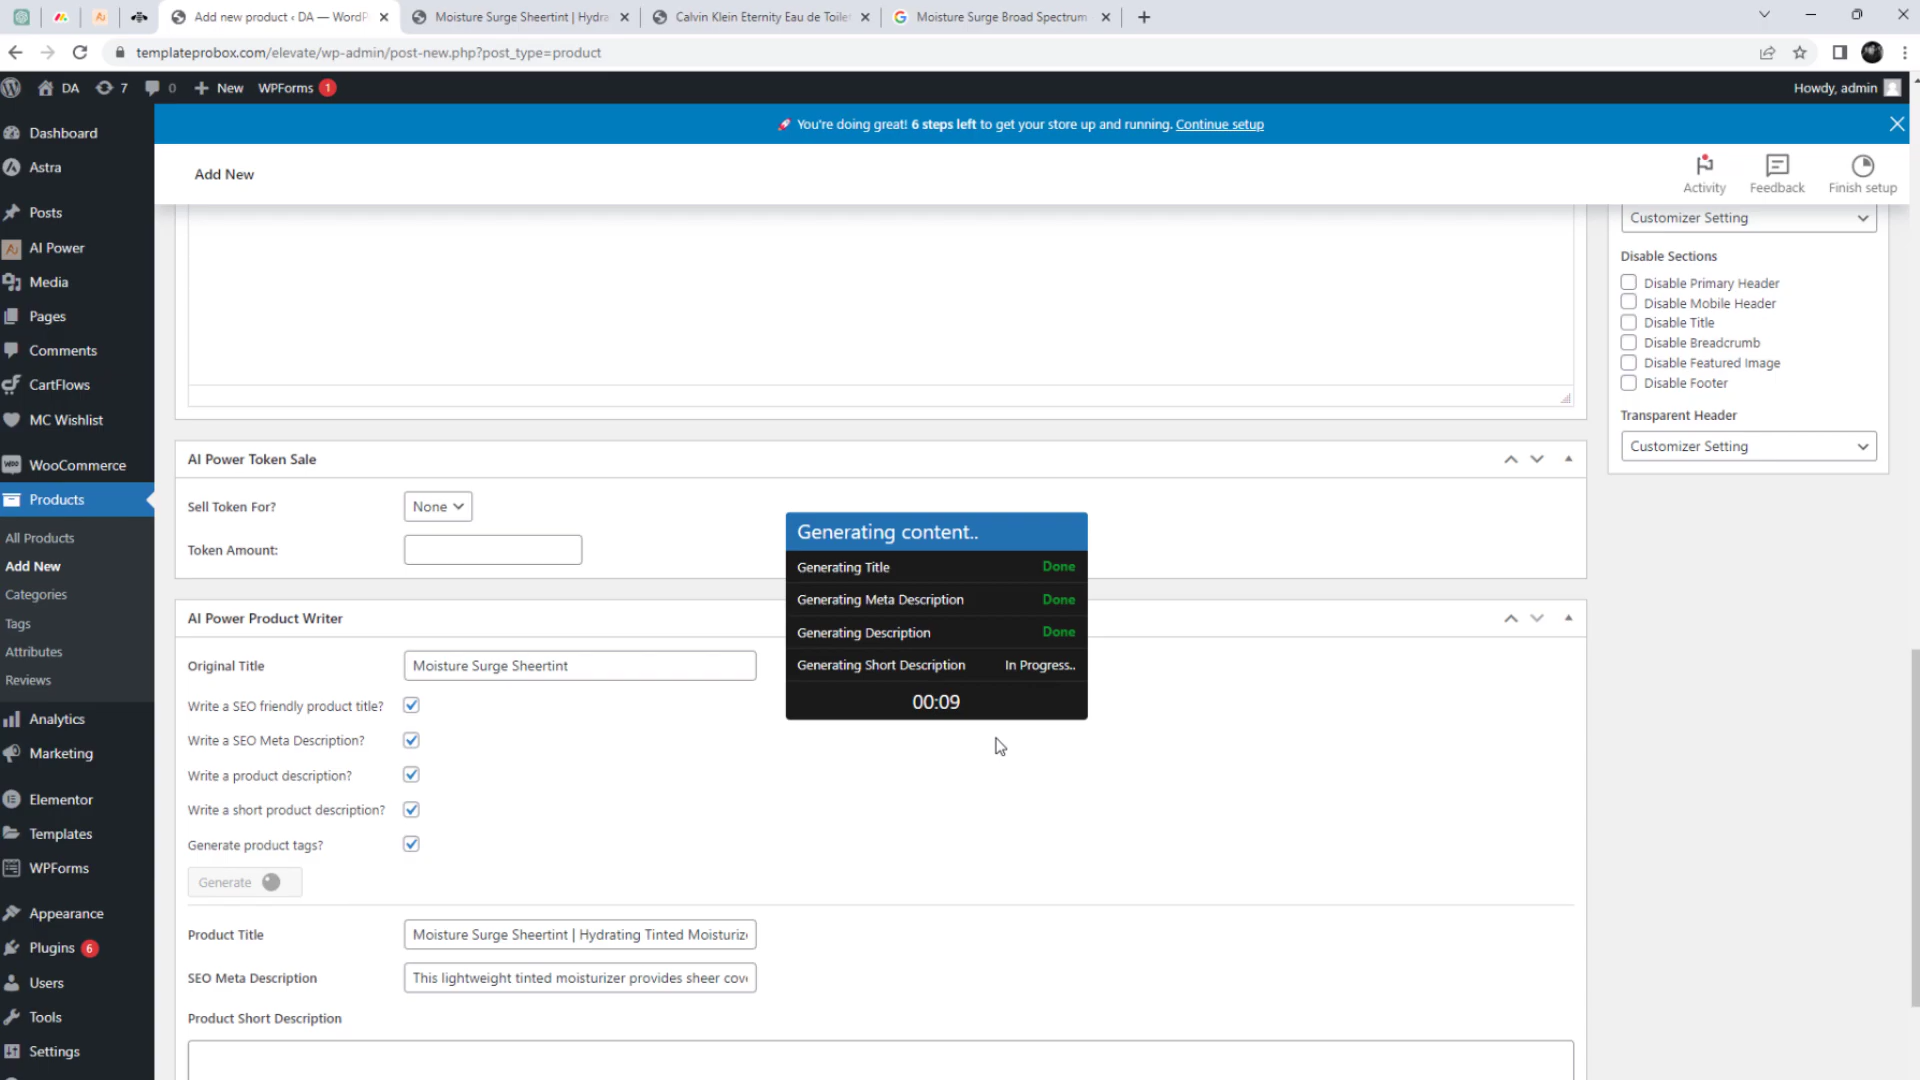 Add new product ‹ DA — WordP
Moisture Surge Sheertint | Hydra
Calvin Klein Eternity Eau de Toilet
Moisture Surge Broad Spectrum
templateprobox.com/elevate/wp-admin/post-new.php?post_type=product
DA
7
0
New
WPForms
1
Howdy, admin
You're doing great! 6 steps left to get your store up and running. Continue setup
Add New
Activity
Feedback
Finish setup
Dashboard
Astra
Posts
AI Power
Media
Pages
Comments
CartFlows
MC Wishlist
WooCommerce
Products
All Products
Add New
Categories
Tags
Attributes
Reviews
Analytics
Marketing
Elementor
Templates
WPForms
Appearance
Plugins 6
Users
Tools
Settings
Customizer Setting
Disable Sections
Disable Primary Header
Disable Mobile Header
Disable Title
Disable Breadcrumb
Disable Featured Image
Disable Footer
Transparent Header
Customizer Setting
AI Power Token Sale
Sell Token For?
None
Token Amount:
AI Power Product Writer
Original Title
Moisture Surge Sheertint
Write a SEO friendly product title?
Write a SEO Meta Description?
Write a product description?
Write a short product description?
Generate product tags?
Generate
Product Title
Moisture Surge Sheertint | Hydrating Tinted Moisturiz
SEO Meta Description
This lightweight tinted moisturizer provides sheer cov
Product Short Description
Generating content..
Generating Title Done
Generating Meta Description Done
Generating Description Done
Generating Short Description In Progress..
00:09